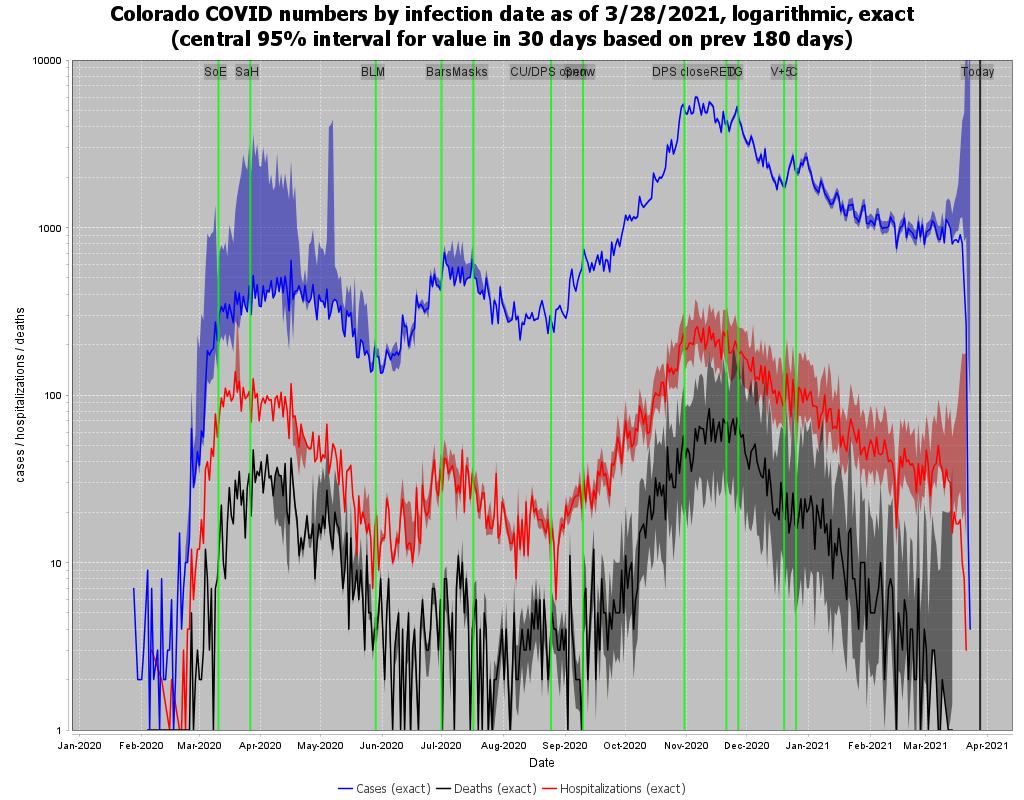 Colorado COVID numbers by infection date as of 3/28/2021, logarithmic, exact
(central 95% interval for value in 30 days based on prev 180 days)
SoE SaH BLM Bars Masks CU/DPS open Snow DPS close RED TG V+5 C Today
10000
1000
100
10
1
cases / hospitalizations / deaths
Jan-2020 Feb-2020 Mar-2020 Apr-2020 May-2020 Jun-2020 Jul-2020 Aug-2020 Sep-2020 Oct-2020 Nov-2020 Dec-2020 Jan-2021 Feb-2021 Mar-2021 Apr-2021
Date
Cases (exact) Deaths (exact) Hospitalizations (exact)